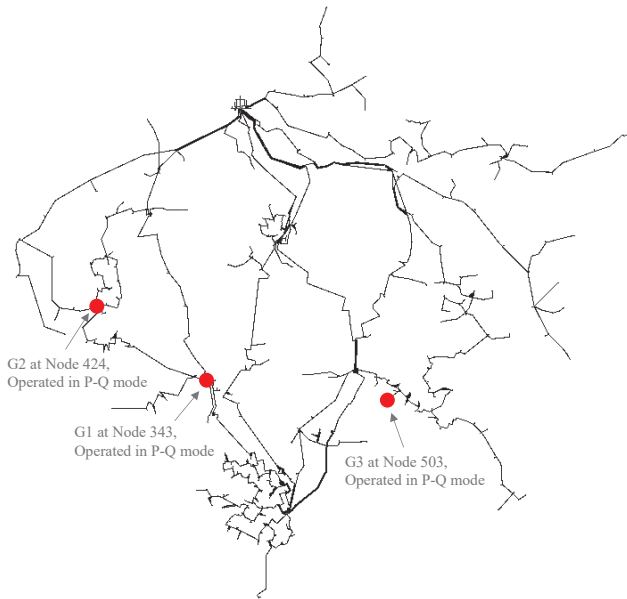 G2 at Node 424,
Operated in P-Q mode
G1 at Node 343,
Operated in P-Q mode
G3 at Node 503,
Operated in P-Q mode